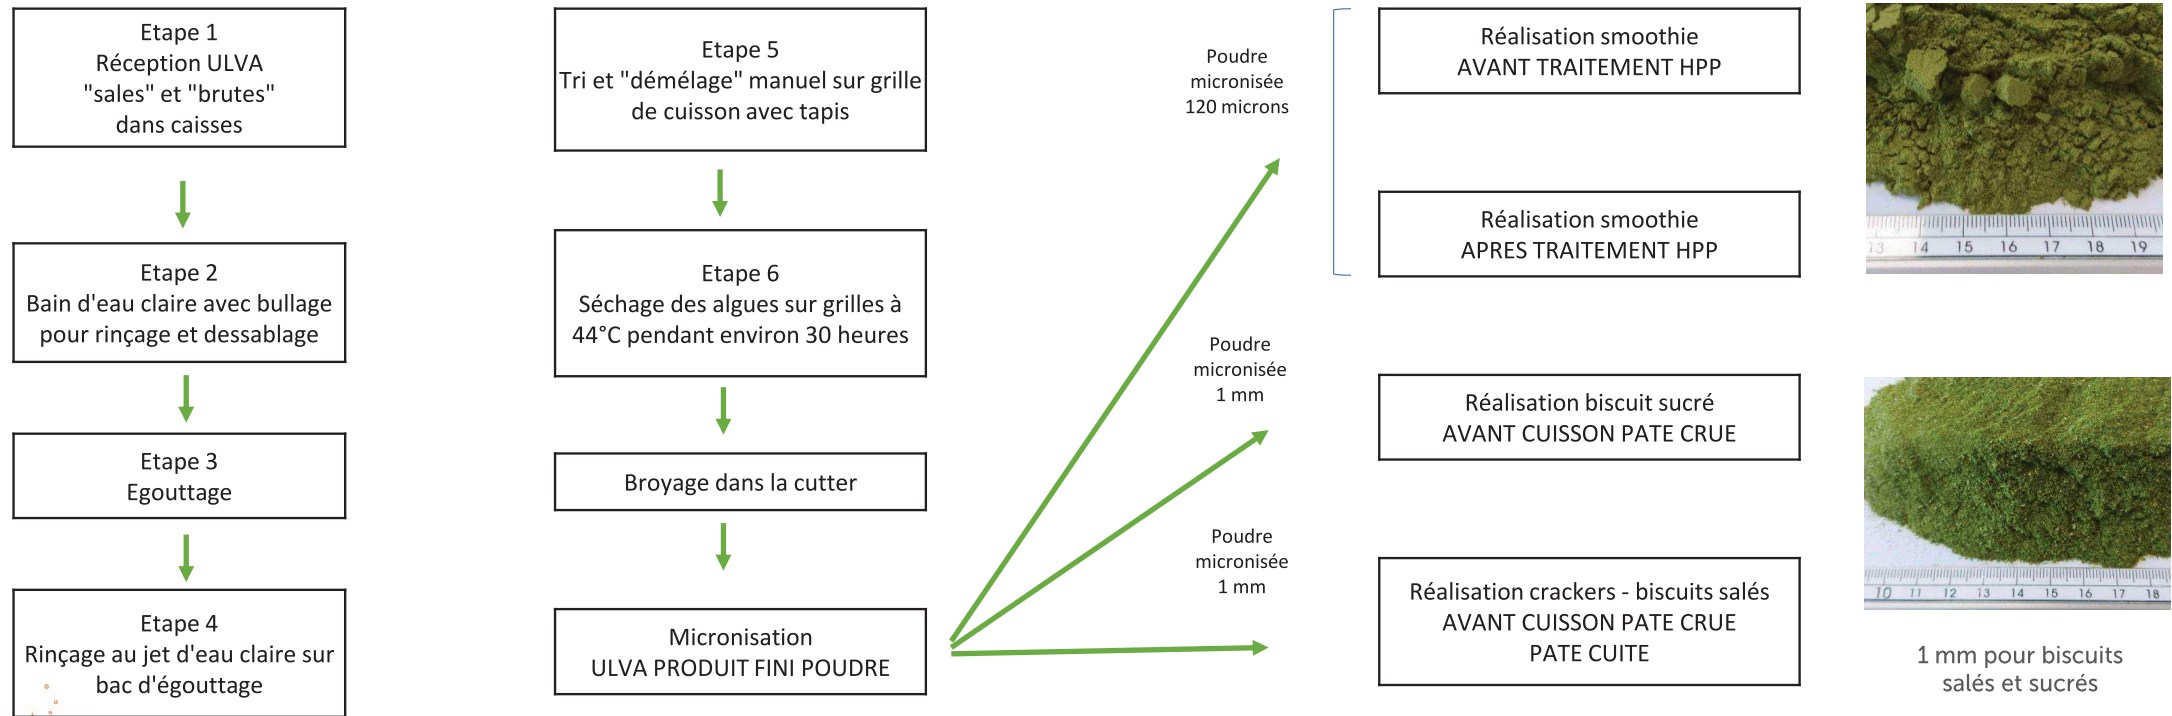 Etape 1
Réception ULVA
"sales" et "brutes"
dans caisses
Etape 2
Bain d'eau claire avec bullage
pour rinçage et dessablage
Etape 3
Egouttage
Etape 4
Rinçage au jet d'eau claire sur
bac d'égouttage
Etape 5
Tri et "démélage" manuel sur grille
de cuisson avec tapis
Etape 6
Séchage des algues sur grilles à
44°C pendant environ 30 heures
Broyage dans la cutter
Micronisation
ULVA PRODUIT FINI POUDRE
Poudre
micronisée
120 microns
Poudre
micronisée
1 mm
Poudre
micronisée
1 mm
Réalisation smoothie
AVANT TRAITEMENT HPP
Réalisation smoothie
APRES TRAITEMENT HPP
Réalisation biscuit sucré
AVANT CUISSON PATE CRUE
Réalisation crackers - biscuits salés
AVANT CUISSON PATE CRUE
PATE CUITE
13 14 15 16 17 18 19
10 11 12 13 14 15 16 17 18
1 mm pour biscuits
salés et sucrés